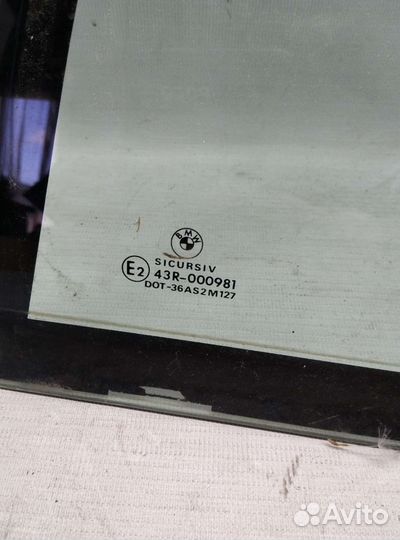 BMW
SICURSIV
E2 43R-000981
DOT-36AS2M127
Avito